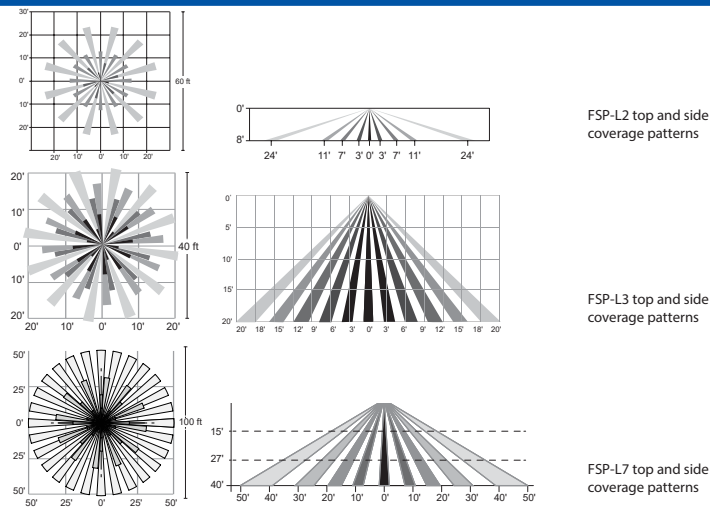 30'
20'
10'
0'
10'
20'
20' 10' 0' 10' 20'
60 ft
0'
8'
24' 11' 7' 3' 0' 3' 7' 11' 24'
FSP-L2 top and side
coverage patterns
20'
10'
0'
10'
20'
20' 10' 0' 10' 20'
40 ft
0'
5'
10'
15'
20'
20' 18' 15' 12' 9' 6' 3' 0' 3' 6' 9' 12' 15' 18' 20'
FSP-L3 top and side
coverage patterns
50'
25'
0'
25'
50'
50' 25' 0' 25' 50'
100 ft
15'
27'
40'
50' 40' 30' 20' 10' 0' 10' 20' 30' 40' 50'
FSP-L7 top and side
coverage patterns